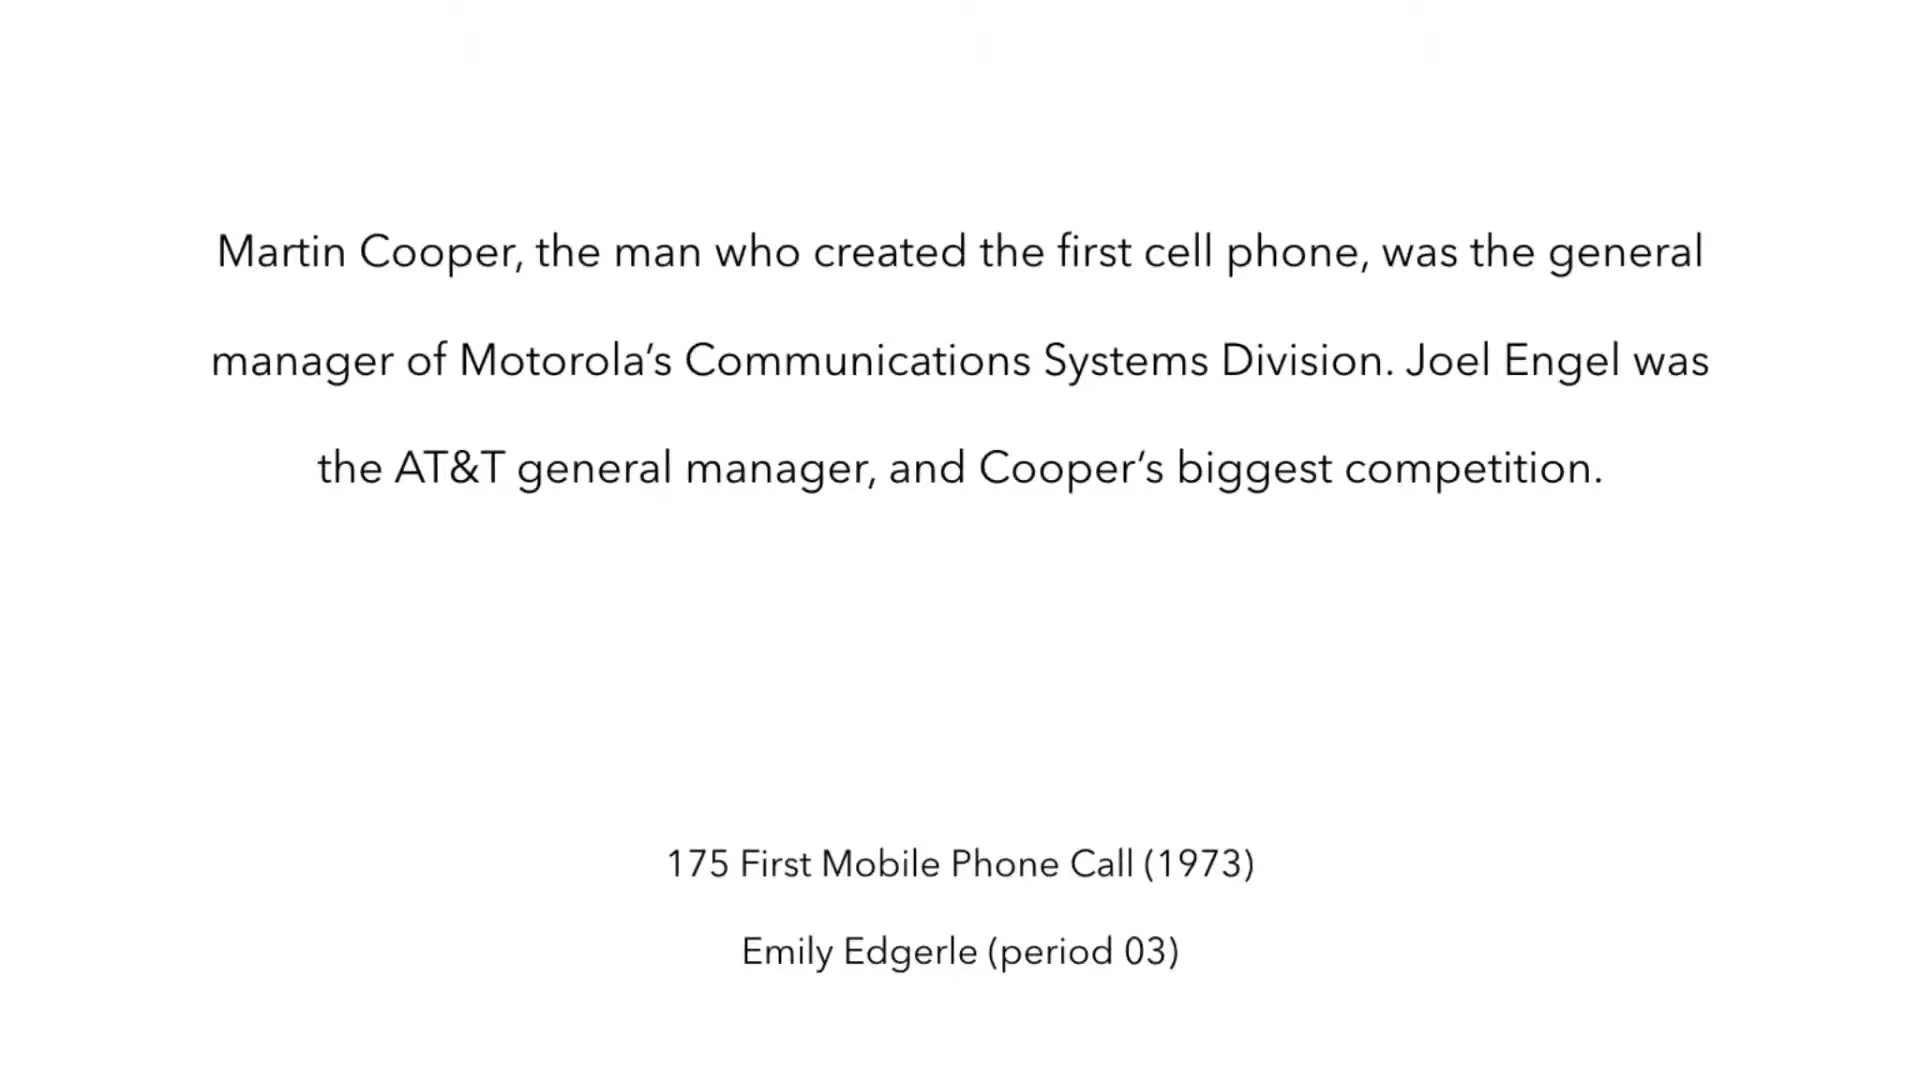 Martin Cooper, the man who created the first cell phone, was the general
manager of Motorola’s Communications Systems Division. Joel Engel was
the AT&T general manager, and Cooper’s biggest competition.
175 First Mobile Phone Call (1973)
Emily Edgerle (period 03)